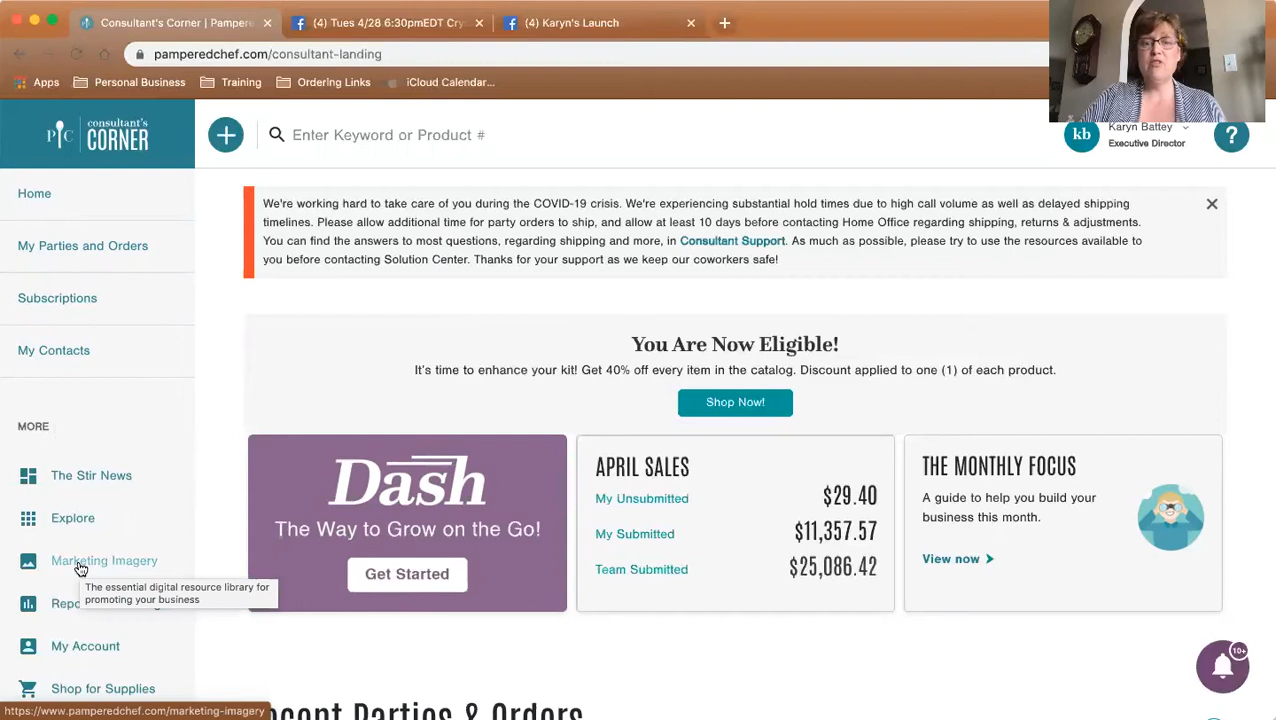 Consultant's Corner | Pampere
(4) Tues 4/28 6:30pmEDT Cry
(4) Karyn's Launch
pamperedchef.com/consultant-landing
Apps
Personal Business
Training
Ordering Links
iCloud Calendar...
PC consultant's CORNER
Enter Keyword or Product #
kb
Karyn Battey
Executive Director
?
Home
My Parties and Orders
Subscriptions
My Contacts
MORE
The Stir News
Explore
Marketing Imagery
The essential digital resource library for
promoting your business
My Account
Shop for Supplies
https://www.pamperedchef.com/marketing-imagery
We're working hard to take care of you during the COVID-19 crisis. We're experiencing substantial hold times due to high call volume as well as delayed shipping
timelines. Please allow additional time for party orders to ship, and allow at least 10 days before contacting Home Office regarding shipping, returns & adjustments.
You can find the answers to most questions, regarding shipping and more, in Consultant Support. As much as possible, please try to use the resources available to
you before contacting Solution Center. Thanks for your support as we keep our coworkers safe!
You Are Now Eligible!
It's time to enhance your kit! Get 40% off every item in the catalog. Discount applied to one (1) of each product.
Shop Now!
Dash
The Way to Grow on the Go!
Get Started
APRIL SALES
My Unsubmitted $29.40
My Submitted $11,357.57
Team Submitted $25,086.42
THE MONTHLY FOCUS
A guide to help you build your
business this month.
View now
10+
Parties & Orders